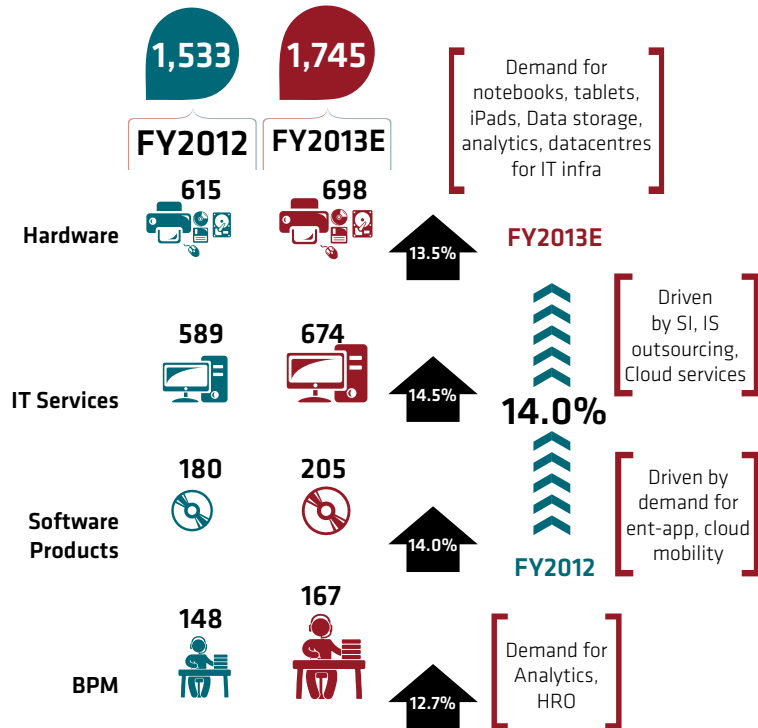 1,533
1,745
FY2012
FY2013E
Demand for
notebooks, tablets,
iPads, Data storage,
analytics, datacentres
for IT infra
Hardware
615
698
13.5%
FY2013E
IT Services
589
674
14.5%
14.0%
Driven
by SI, IS
outsourcing,
Cloud services
Software
Products
180
205
14.0%
FY2012
Driven by
demand for
ent-app, cloud
mobility
BPM
148
167
12.7%
Demand for
Analytics,
HRO